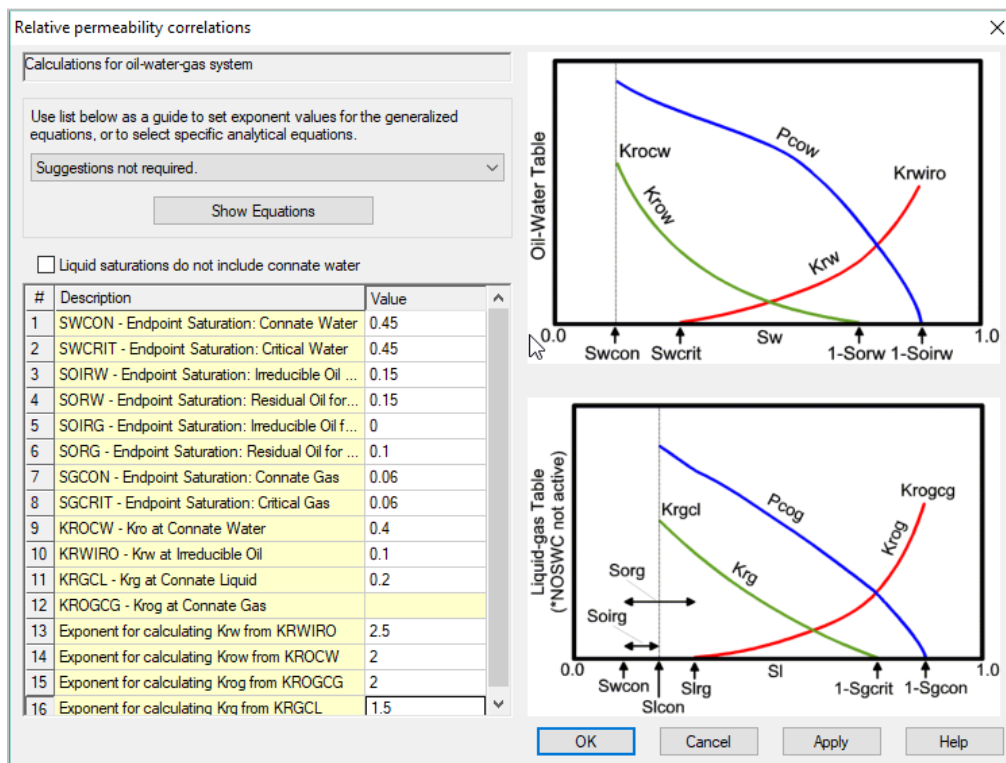 Relative permeability correlations
Calculations for oil-water-gas system
Use list below as a guide to set exponent values for the generalized
equations, or to select specific analytical equations.
Suggestions not required.
Show Equations
Liquid saturations do not include connate water
# Description Value
1 SWCON - Endpoint Saturation: Connate Water 0.45
2 SWCRIT - Endpoint Saturation: Critical Water 0.45
3 SOIRW - Endpoint Saturation: Irreducible Oil ... 0.15
4 SORW - Endpoint Saturation: Residual Oil for... 0.15
5 SOIRG - Endpoint Saturation: Irreducible Oil f... 0
6 SORG - Endpoint Saturation: Residual Oil for ... 0.1
7 SGCON - Endpoint Saturation: Connate Gas 0.06
8 SGCRIT - Endpoint Saturation: Critical Gas 0.06
9 KROCW - Kro at Connate Water 0.4
10 KRWIRO - Krw at Irreducible Oil 0.1
11 KRGCL - Krg at Connate Liquid 0.2
12 KROGCG - Krog at Connate Gas
13 Exponent for calculating Krw from KRWIRO 2.5
14 Exponent for calculating Krow from KROCW 2
15 Exponent for calculating Krog from KROGCG 2
16 Exponent for calculating Krg from KRGCL 1.5
Oil-Water Table
Krocw
Pcow
Krwiro
Krow
Krw
0.0 Sw 1.0
Swcon Swcrit 1-Sorw 1-Soirw
Liquid-gas Table
(*NOSWC not active)
Krgcl
Pcog
Krogcg
Krog
Krg
Sorg
Soirg
0.0 Sl 1.0
Swcon Slrg 1-Sgcrit 1-Sgcon
Slcon
OK Cancel Apply Help